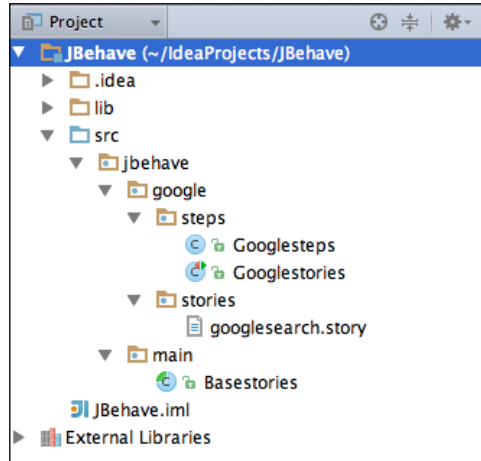 Project
JBehave (~/IdeaProjects/JBehave)
.idea
lib
src
jbehave
google
steps
Googlesteps
Googlestories
stories
googlesearch.story
main
Basestories
JBehave.iml
External Libraries